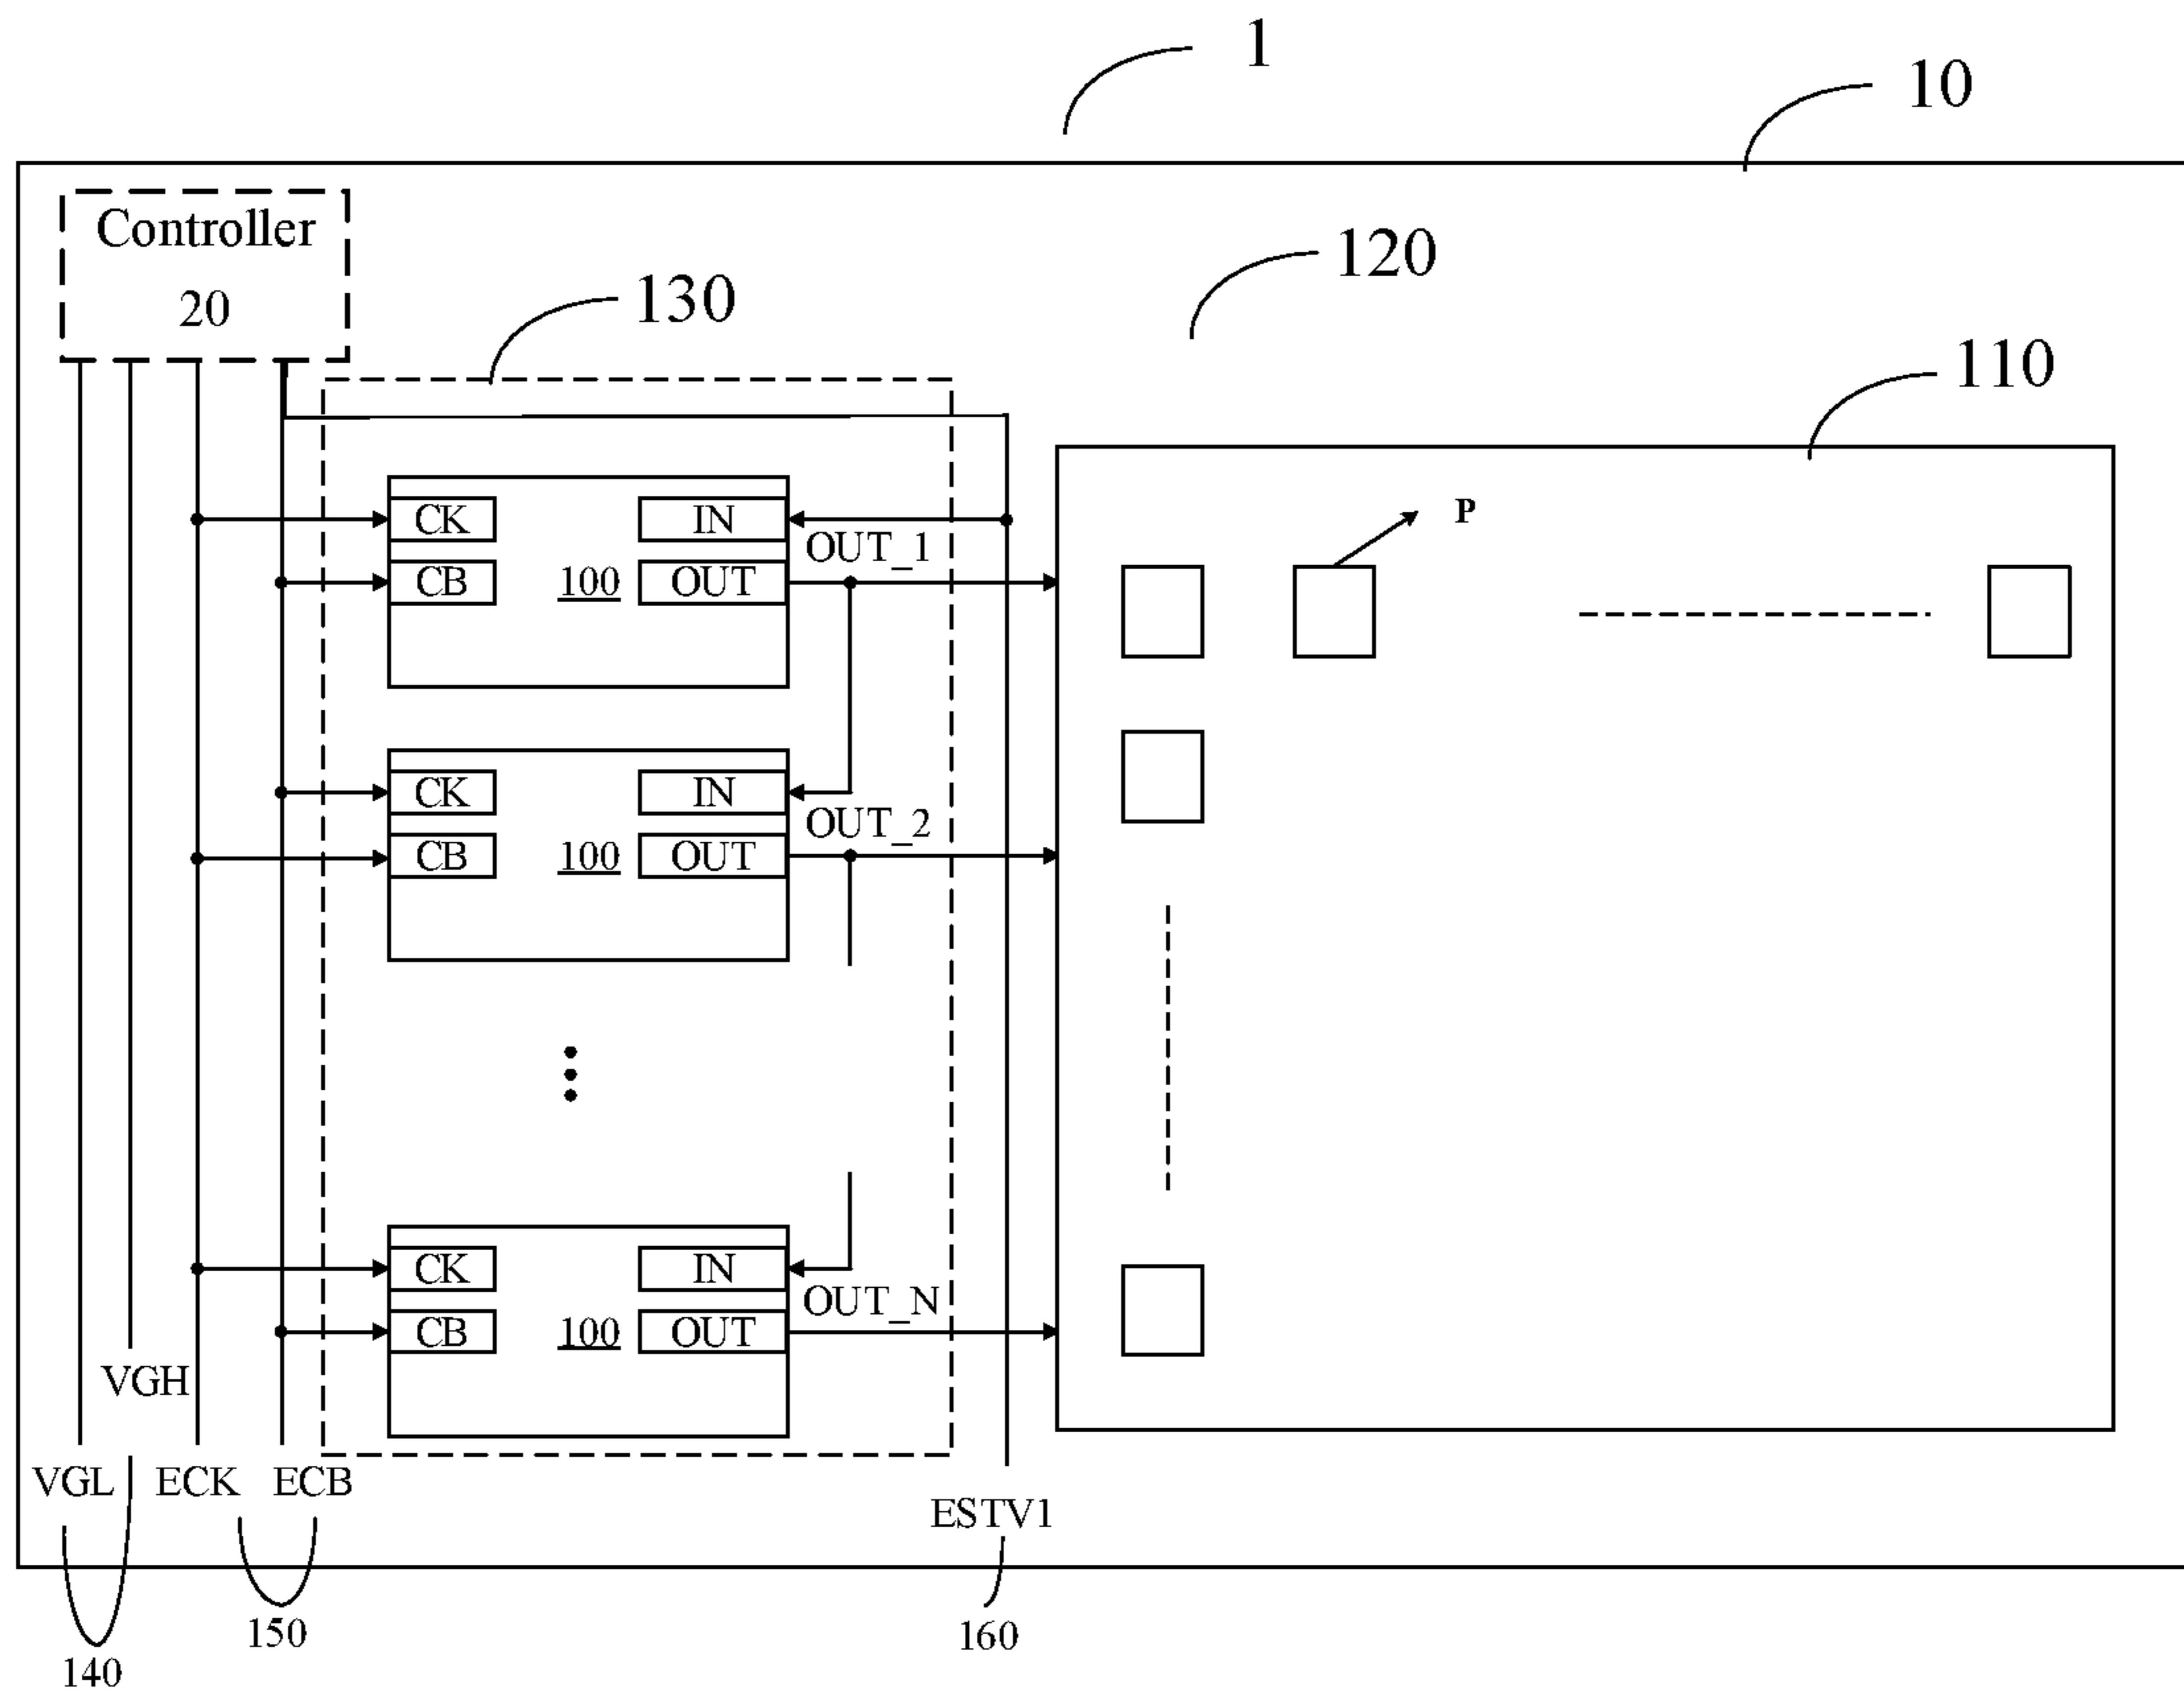 1
10
Controller
20
120
130
110
P
CK
IN
OUT_1
CB
100
OUT
CK
IN
OUT_2
CB
100
OUT
CK
IN
OUT_N
CB
100
OUT
VGH
VGL
ECK
ECB
ESTV1
150
160
140